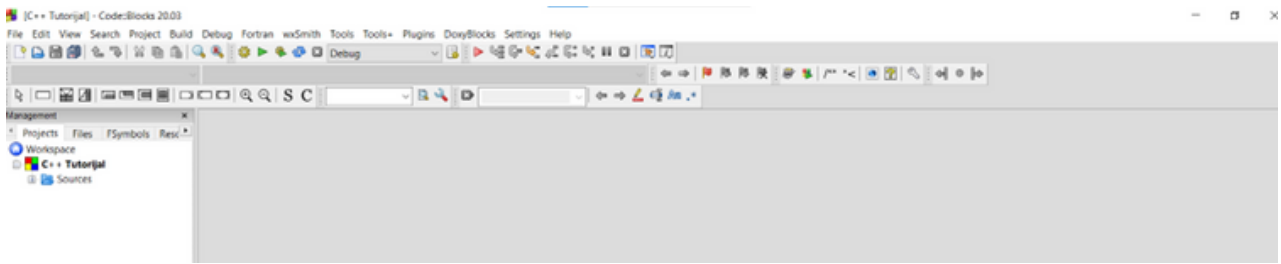 [C++ Tutorijal] - Code::Blocks 20.03
File Edit View Search Project Build Debug Fortran wxSmith Tools Tools+ Plugins DoxyBlocks Settings Help
Debug
S C
Management
Projects Files FSymbols Resc
Workspace
C++ Tutorijal
Sources